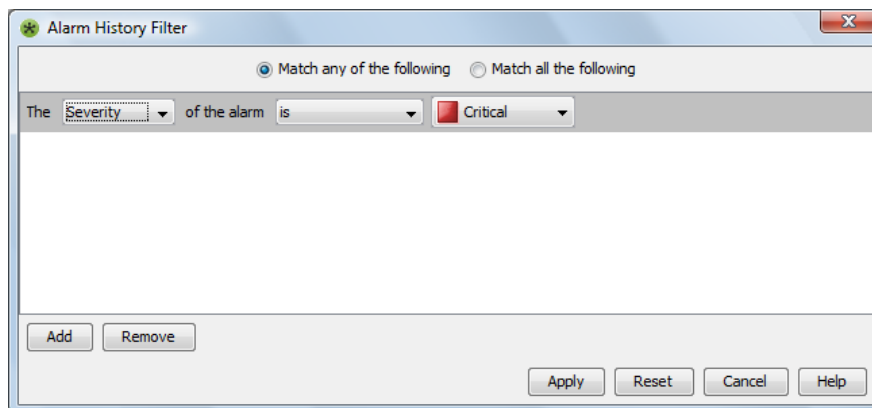 Alarm History Filter
Match any of the following Match all the following
The Severity of the alarm is Critical
Add Remove
Apply Reset Cancel Help